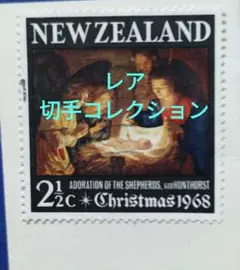 NEW ZEALAND
レア
切手コレクション
2½C
ADORATION OF THE SHEPHERDS,
HONTHORST
Christmas 1968